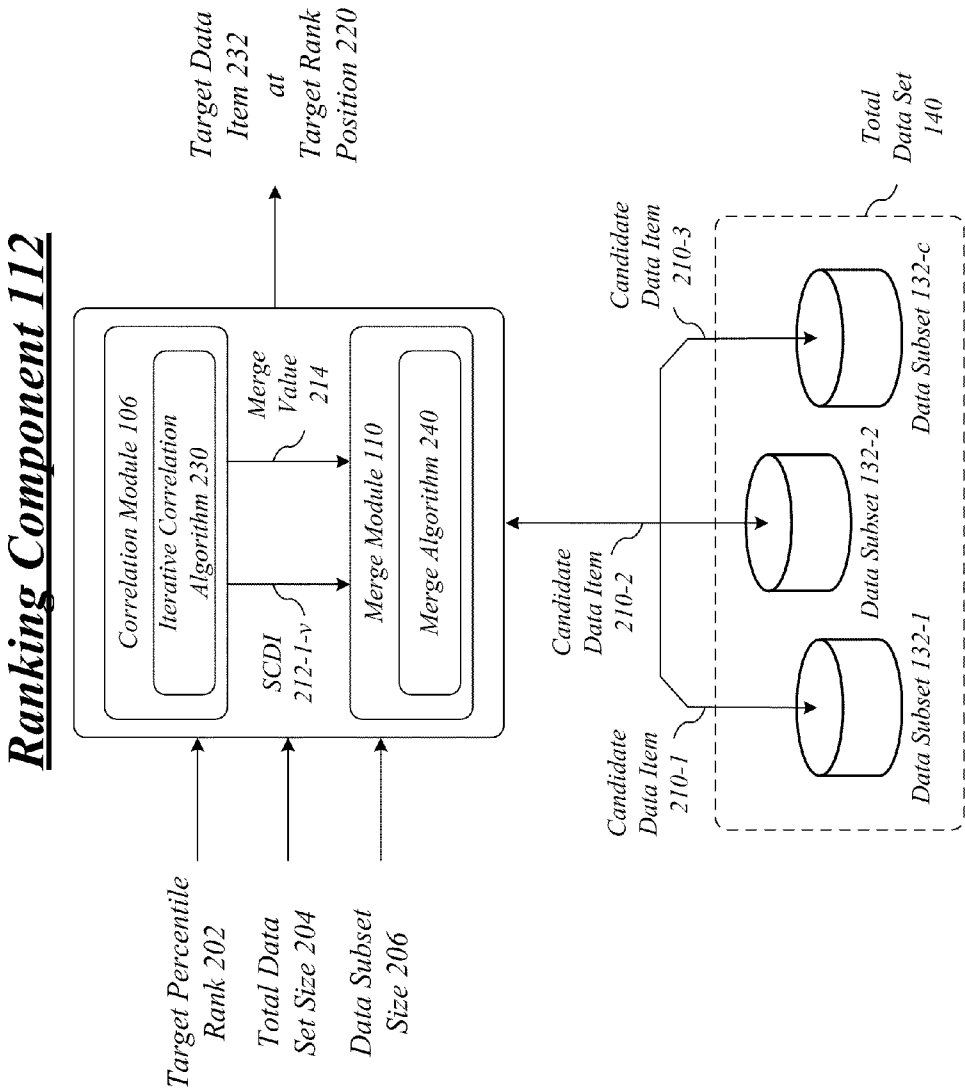 Ranking Component 112
Target Percentile
Rank 202
Total Data
Set Size 204
Data Subset
Size 206
Correlation Module 106
Iterative Correlation
Algorithm 230
SCDI
212-1-v
Merge
Value
214
Merge Module 110
Merge Algorithm 240
Target Data
Item 232
at
Target Rank
Position 220
Candidate
Data Item
210-1
Candidate
Data Item
210-2
Candidate
Data Item
210-3
Data Subset 132-1
Data Subset 132-2
Data Subset 132-c
Total
Data Set
140